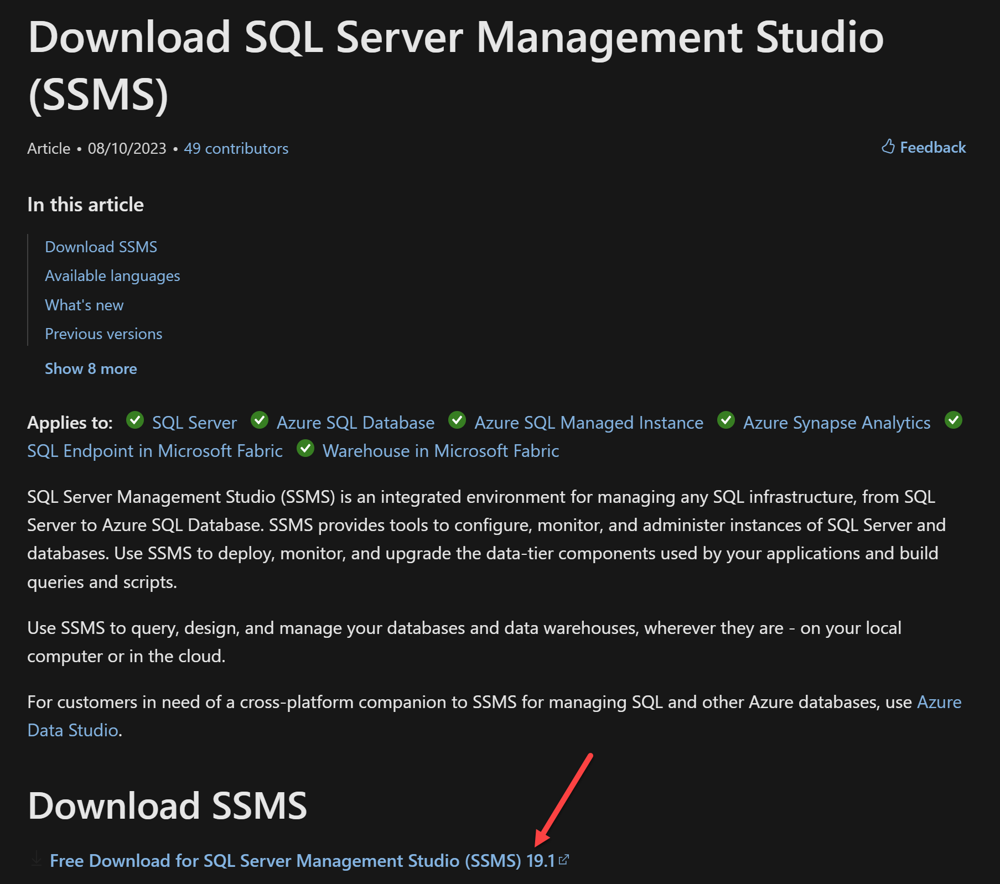 Download SQL Server Management Studio
(SSMS)
Article • 08/10/2023 • 49 contributors
Feedback
In this article
Download SSMS
Available languages
What's new
Previous versions
Show 8 more
Applies to: SQL Server Azure SQL Database Azure SQL Managed Instance Azure Synapse Analytics
SQL Endpoint in Microsoft Fabric Warehouse in Microsoft Fabric
SQL Server Management Studio (SSMS) is an integrated environment for managing any SQL infrastructure, from SQL
Server to Azure SQL Database. SSMS provides tools to configure, monitor, and administer instances of SQL Server and
databases. Use SSMS to deploy, monitor, and upgrade the data-tier components used by your applications and build
queries and scripts.
Use SSMS to query, design, and manage your databases and data warehouses, wherever they are - on your local
computer or in the cloud.
For customers in need of a cross-platform companion to SSMS for managing SQL and other Azure databases, use Azure
Data Studio.
Download SSMS
Free Download for SQL Server Management Studio (SSMS) 19.1